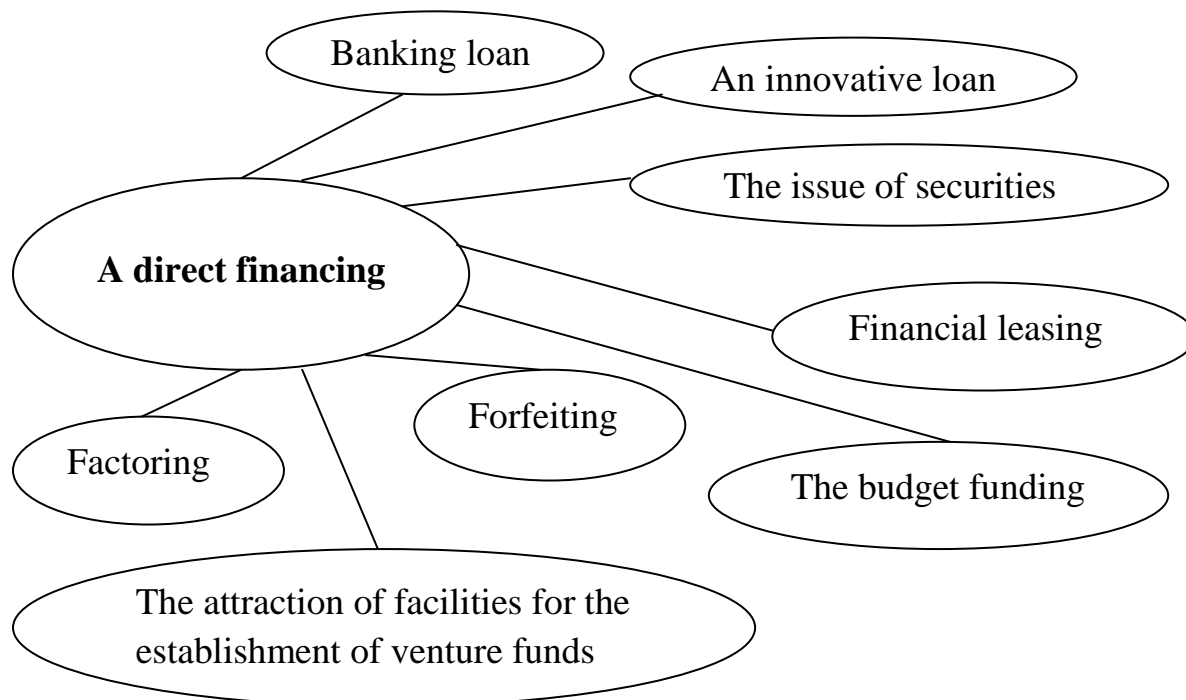 Banking loan
An innovative loan
The issue of securities
A direct financing
Financial leasing
Forfeiting
Factoring
The budget funding
The attraction of facilities for the
establishment of venture funds